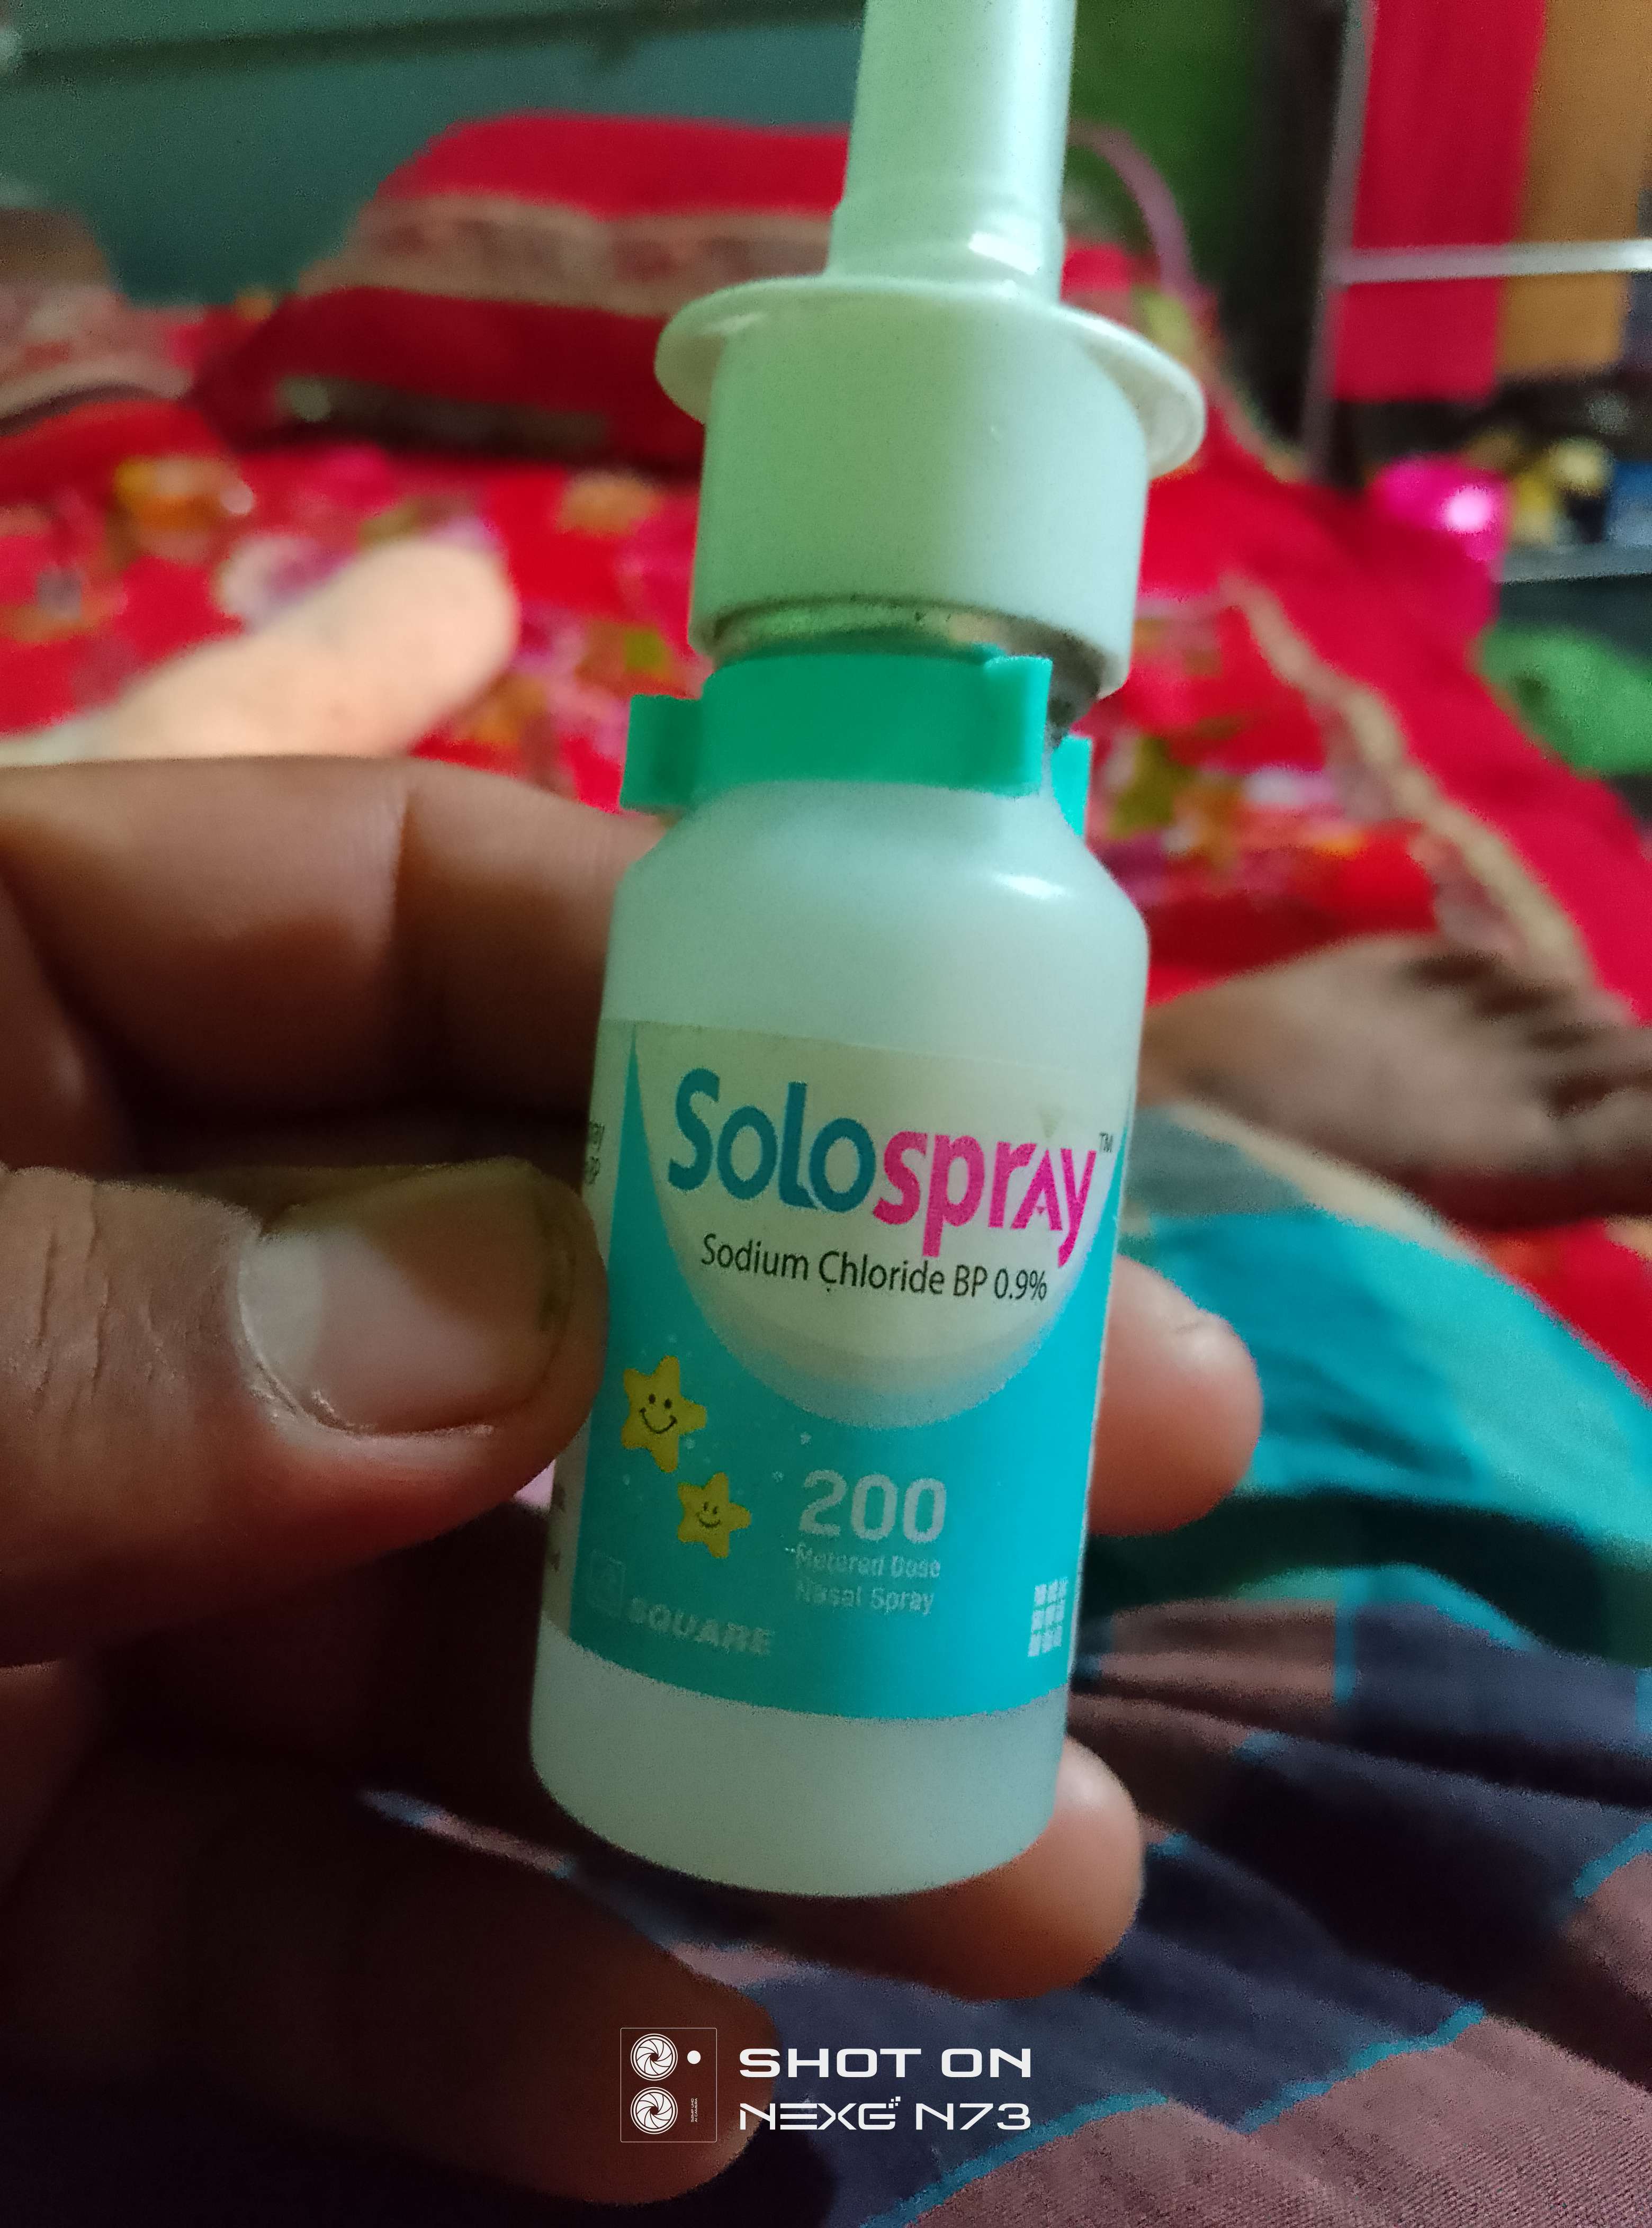 Solospray™
Sodium Chloride BP 0.9%
200
Metered Dose
Nasal Spray
SQUARE
SHOT ON
NEXG N73